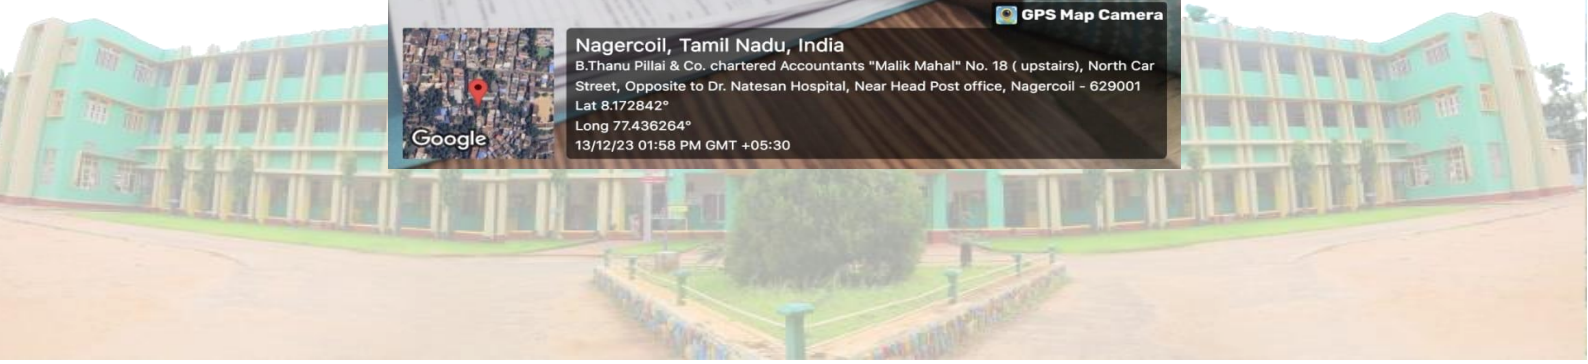 GPS Map Camera
Nagercoil, Tamil Nadu, India
B.Thanu Pillai & Co. chartered Accountants "Malik Mahal" No. 18 ( upstairs), North Car
Street, Opposite to Dr. Natesan Hospital, Near Head Post office, Nagercoil - 629001
Lat 8.172842°
Long 77.436264°
13/12/23 01:58 PM GMT +05:30
Google